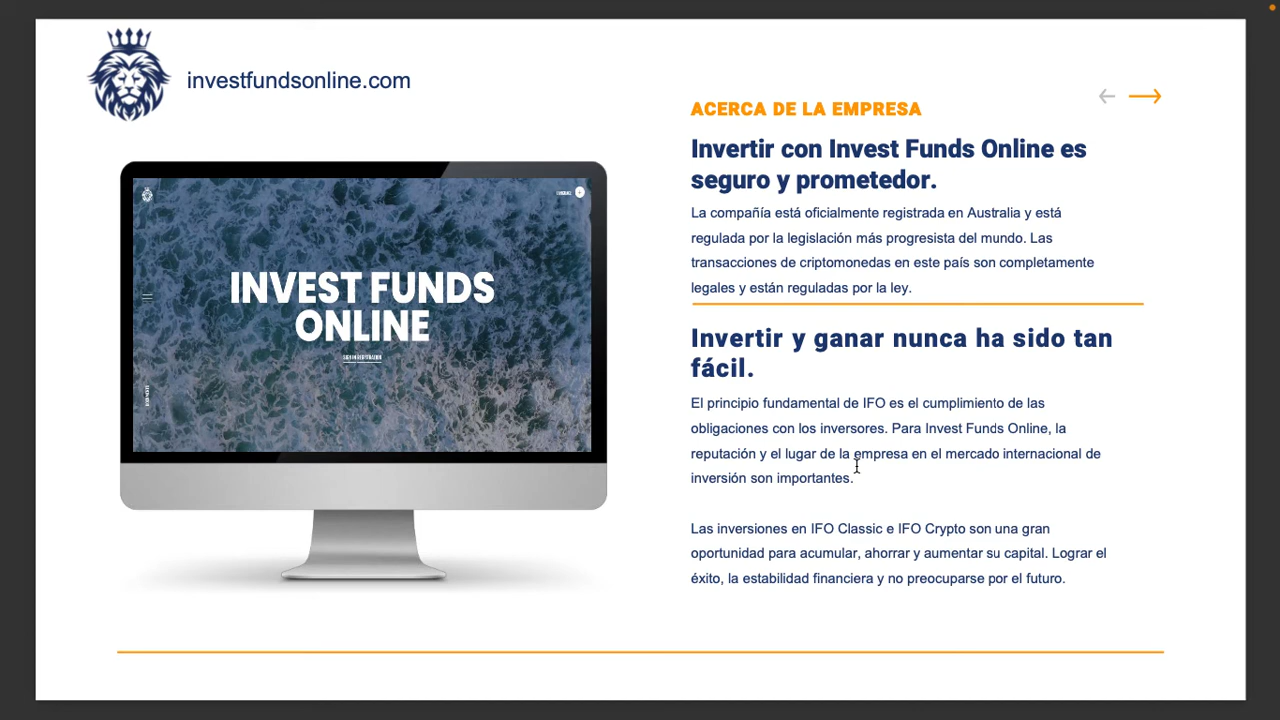 investfundsonline.com
ACERCA DE LA EMPRESA
Invertir con Invest Funds Online es
seguro y prometedor.
La compañía está oficialmente registrada en Australia y está
regulada por la legislación más progresista del mundo. Las
transacciones de criptomonedas en este país son completamente
legales y están reguladas por la ley.
INVEST FUNDS
ONLINE
Invertir y ganar nunca ha sido tan
fácil.
El principio fundamental de IFO es el cumplimiento de las
obligaciones con los inversores. Para Invest Funds Online, la
reputación y el lugar de la empresa en el mercado internacional de
inversión son importantes.
Las inversiones en IFO Classic e IFO Crypto son una gran
oportunidad para acumular, ahorrar y aumentar su capital. Lograr el
éxito, la estabilidad financiera y no preocuparse por el futuro.